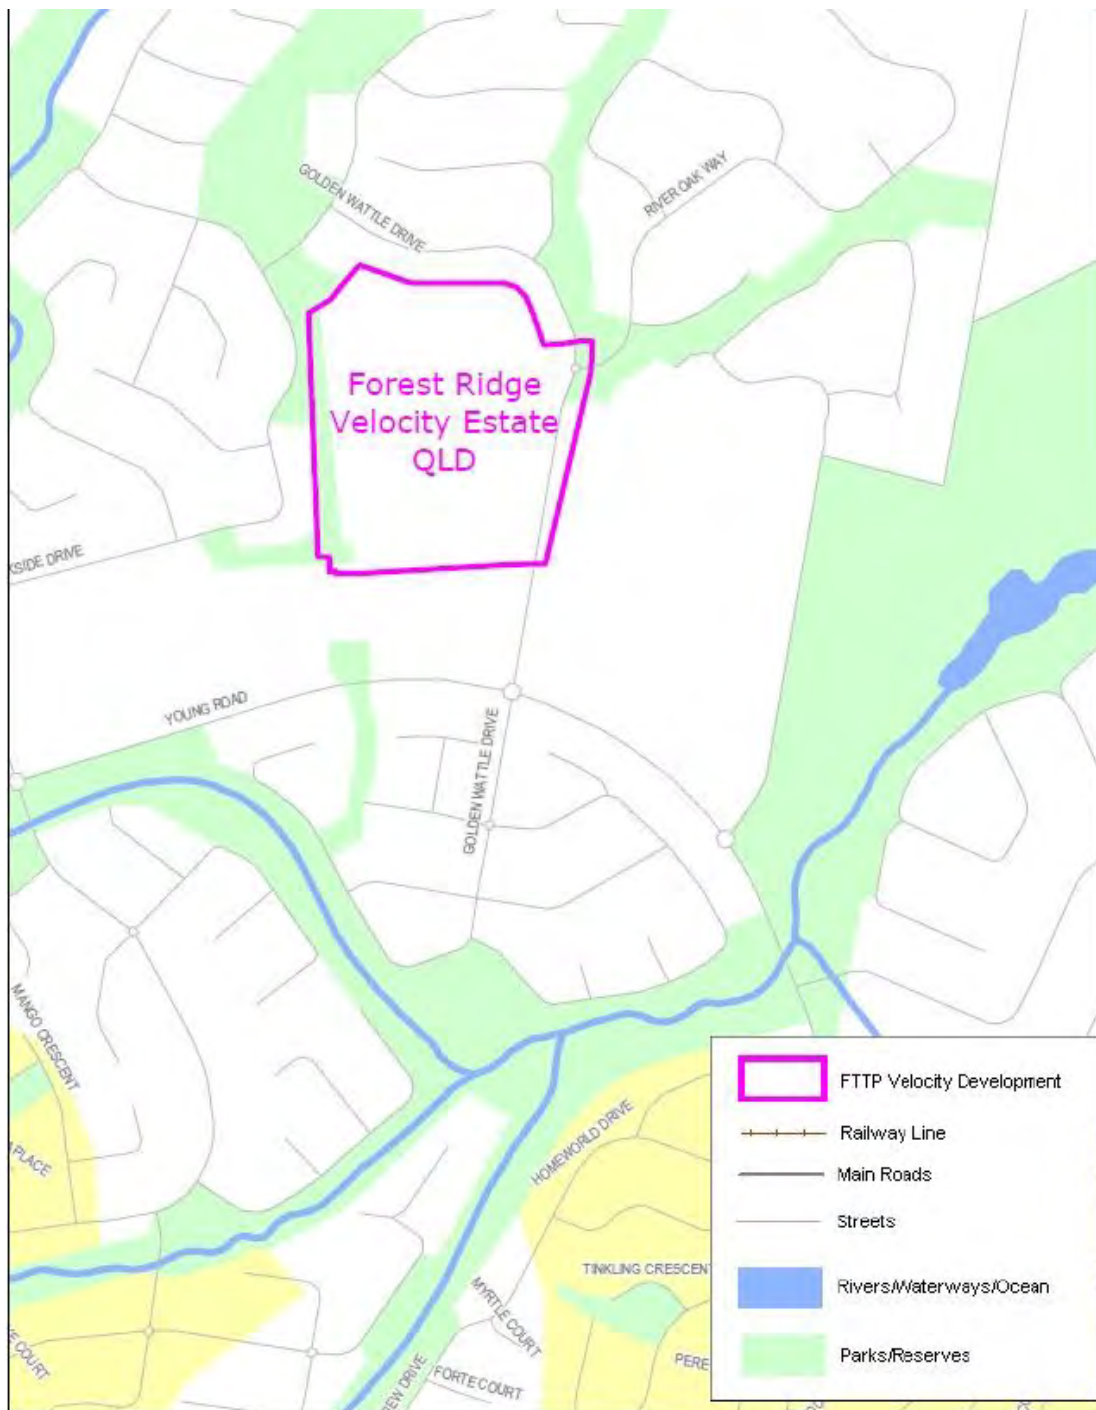 GOLDEN WATTLE DRIVE
RIVER OAK WAY
Forest Ridge
Velocity Estate
QLD
KSIDE DRIVE
YOUNG ROAD
GOLDEN WATTLE DRIVE
MANGO CRESCENT
PLACE
HOMEWORLD DRIVE
TINKLING CRESCENT
MYRTLE COURT
FORTE COURT
COURT
DRIVE
PERE
FTTP Velocity Development
Railway Line
Main Roads
Streets
Rivers/Waterways/Ocean
Parks/Reserves